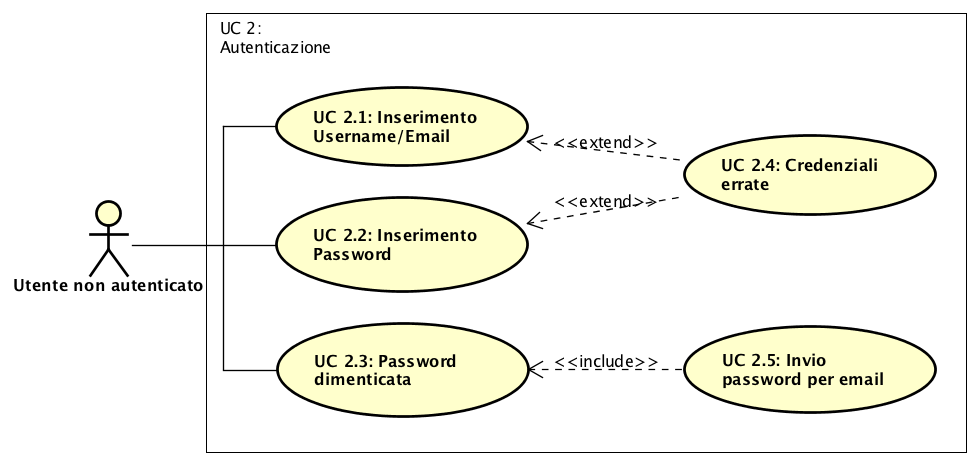 UC 2:
Autenticazione
UC 2.1: Inserimento
Username/Email
<<extend>>
UC 2.4: Credenziali
errate
<<extend>>
UC 2.2: Inserimento
Password
Utente non autenticato
UC 2.3: Password
dimenticata
<<include>>
UC 2.5: Invio
password per email